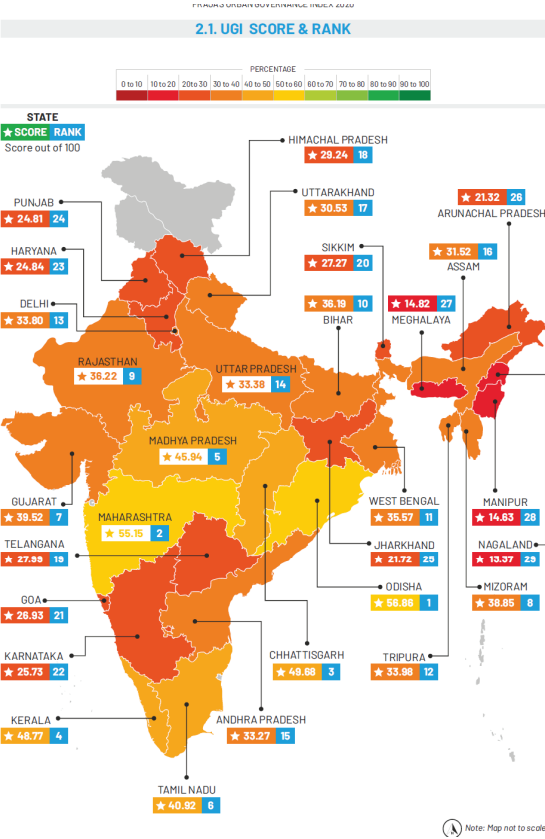 PRAJA'S URBAN GOVERNANCE INDEX 2020
2.1. UGI SCORE & RANK
PERCENTAGE
0 to 10 10 to 20 20 to 30 30 to 40 40 to 50 50 to 60 60 to 70 70 to 80 80 to 90 90 to 100
STATE
SCORE RANK
Score out of 100
HIMACHAL PRADESH
29.24 18
UTTARAKHAND
30.53 17
PUNJAB
24.81 24
21.32 26
ARUNACHAL PRADESH
HARYANA
24.84 23
SIKKIM
27.27 20
31.52 16
ASSAM
DELHI
33.80 13
36.19 10
BIHAR
14.82 27
MEGHALAYA
RAJASTHAN
36.22 9
UTTAR PRADESH
33.38 14
MADHYA PRADESH
45.94 5
GUJARAT
39.52 7
MAHARASHTRA
55.15 2
WEST BENGAL
35.57 11
MANIPUR
14.63 28
TELANGANA
19
JHARKHAND
21.72 25
NAGALAND
13.37
ODISHA
1
MIZORAM
38.85 8
GOA
26.93 21
KARNATAKA
25.73 22
CHHATTISGARH
49.68 3
TRIPURA
33.98 12
KERALA
48.77 4
ANDHRA PRADESH
33.27 15
TAMIL NADU
40.92 6
Note: Map not to scale